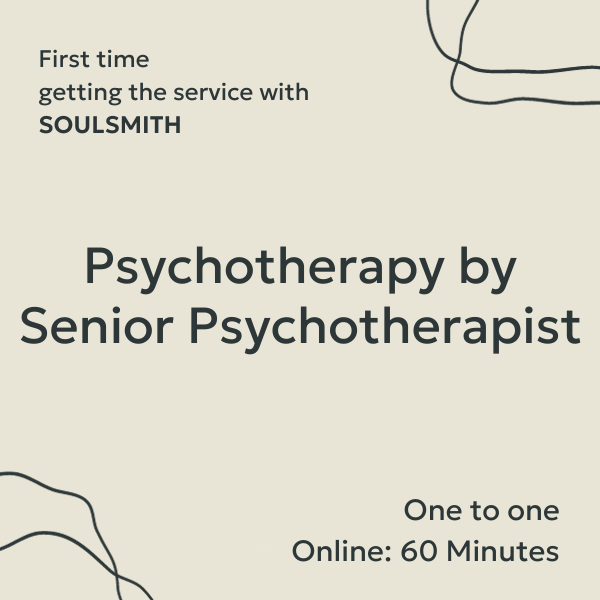 First time
getting the service with
SOULSMITH
Psychotherapy by
Senior Psychotherapist
One to one
Online: 60 Minutes